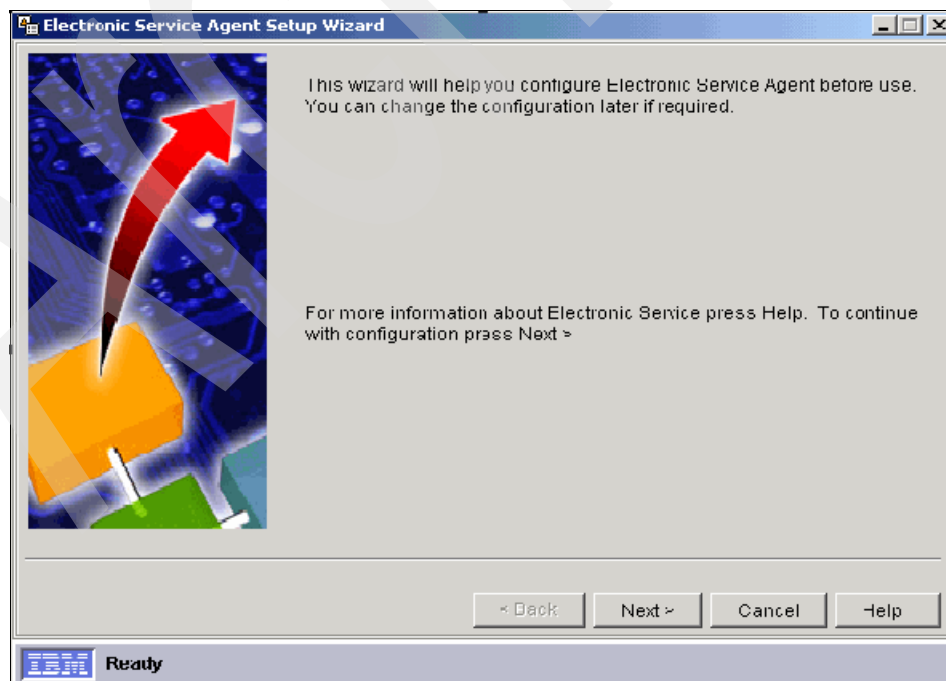 Electronic Service Agent Setup Wizard
This wizard will help you configure Electronic Service Agent before use.
You can change the configuration later if required.
For more information about Electronic Service press Help. To continue
with configuration press Next >
< Back
Next >
Cancel
Help
IBM
Ready